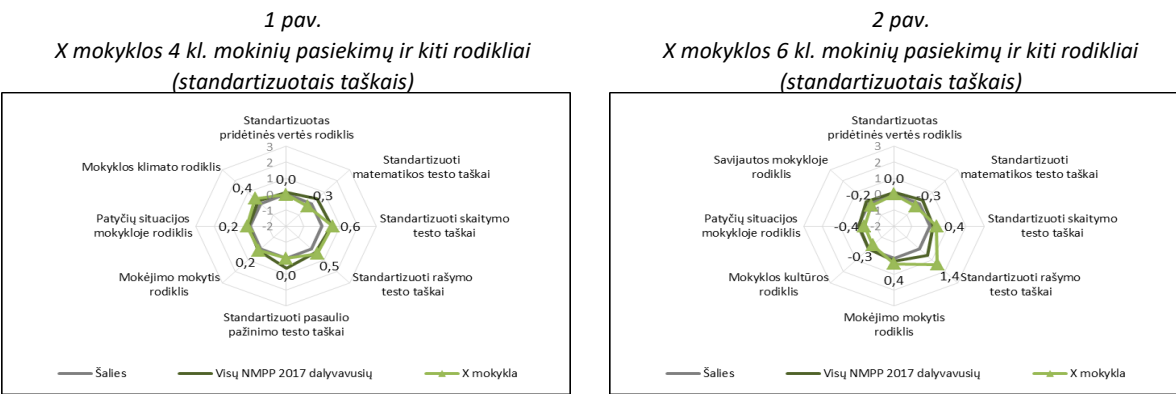 1 pav.
X mokyklos 4 kl. mokinių pasiekimų ir kiti rodikliai
(standartizuotais taškais)
Standartizuotas
pridėtinės vertės rodiklis
Standartizuoti
matematikos testo taškai
Standartizuoti skaitymo
testo taškai
Standartizuoti rašymo
testo taškai
Standartizuoti pasaulio
pažinimo testo taškai
Mokėjimo mokytis
rodiklis
Patyčių situacijos
mokykloje rodiklis
Mokyklos klimato rodiklis
3
2
1
0
-1
-2
0,0
0,3
0,6
0,5
0,0
0,2
0,2
0,4
Šalies
Visų NMPP 2017 dalyvavusių
X mokykla
2 pav.
X mokyklos 6 kl. mokinių pasiekimų ir kiti rodikliai
(standartizuotais taškais)
Standartizuotas
pridėtinės vertės rodiklis
Standartizuoti
matematikos testo taškai
Standartizuoti skaitymo
testo taškai
Standartizuoti rašymo
testo taškai
Mokėjimo mokytis
rodiklis
Mokyklos kultūros
rodiklis
Patyčių situacijos
mokykloje rodiklis
Savijautos mokykloje
rodiklis
3
2
1
0
-1
-2
0,0
-0,3
0,4
1,4
0,4
-0,3
-0,4
-0,2
Šalies
Visų NMPP 2017 dalyvavusių
X mokykla